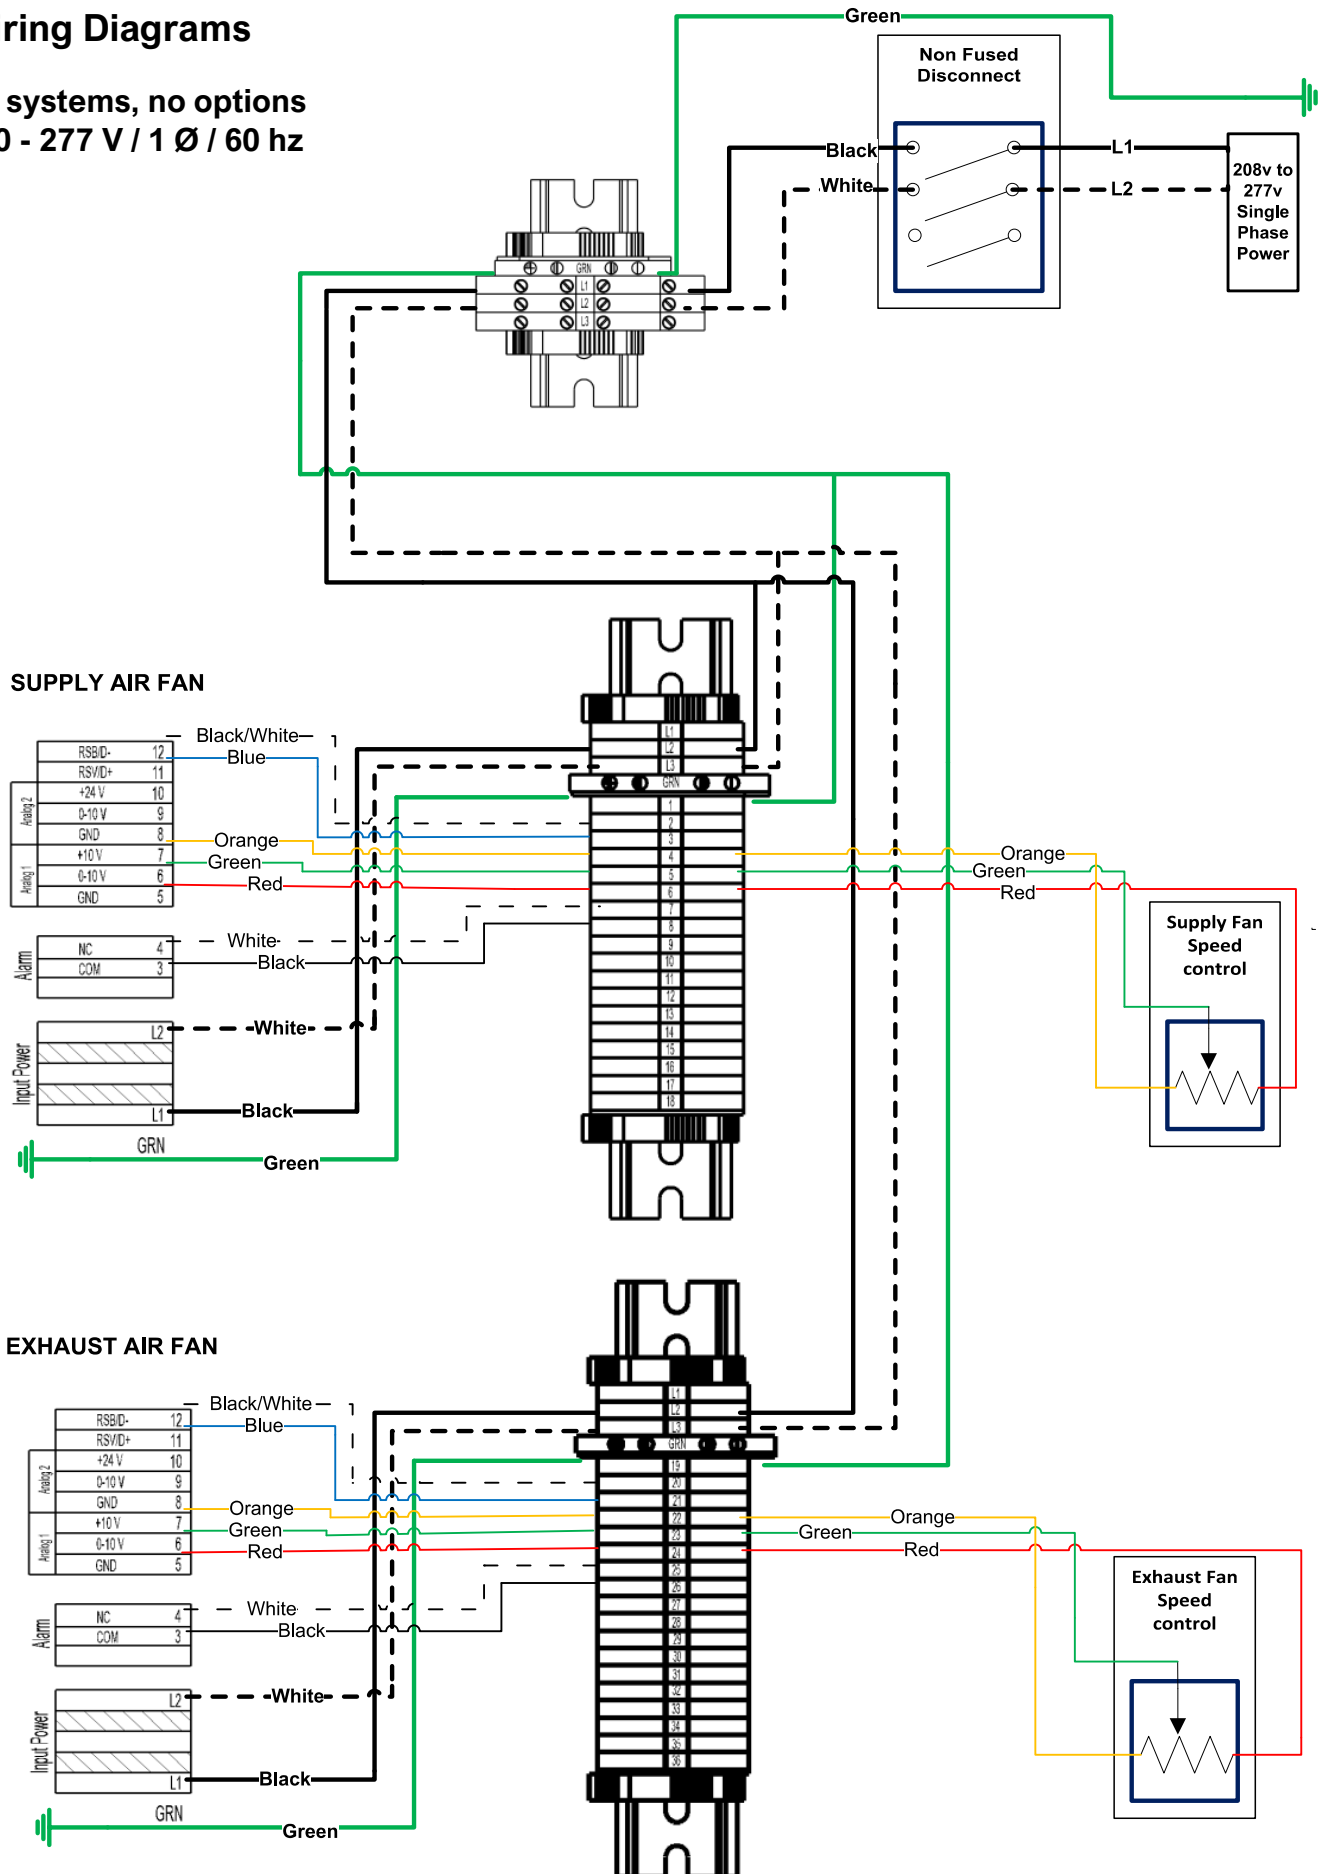 ring Diagrams
systems, no options
0 - 277 V / 1 Ø / 60 hz
Green
Non Fused
Disconnect
Black
White
L1
L2
208v to
277v
Single
Phase
Power
GRN
L1
L2
L3
SUPPLY AIR FAN
Black/White
Blue
Orange
Green
Red
White
Black
White
Black
Green
RSB/D- 12
RSV/D+ 11
+24 V 10
0-10 V 9
GND 8
+10 V 7
0-10 V 6
GND 5
Analog 2
Analog 1
Alarm
NC 4
COM 3
Input Power
L2
L1
GRN
L1
L2
L3
GRN
1
2
3
4
5
6
7
8
9
10
11
12
13
14
15
16
17
18
Orange
Green
Red
Supply Fan
Speed
control
EXHAUST AIR FAN
Black/White
Blue
Orange
Green
Red
White
Black
White
Black
Green
RSB/D- 12
RSV/D+ 11
+24 V 10
0-10 V 9
GND 8
+10 V 7
0-10 V 6
GND 5
Analog 2
Analog 1
Alarm
NC 4
COM 3
Input Power
L2
L1
GRN
L1
L2
L3
GRN
19
20
21
22
23
24
25
26
27
28
29
30
31
32
33
34
35
36
Orange
Green
Red
Exhaust Fan
Speed
control